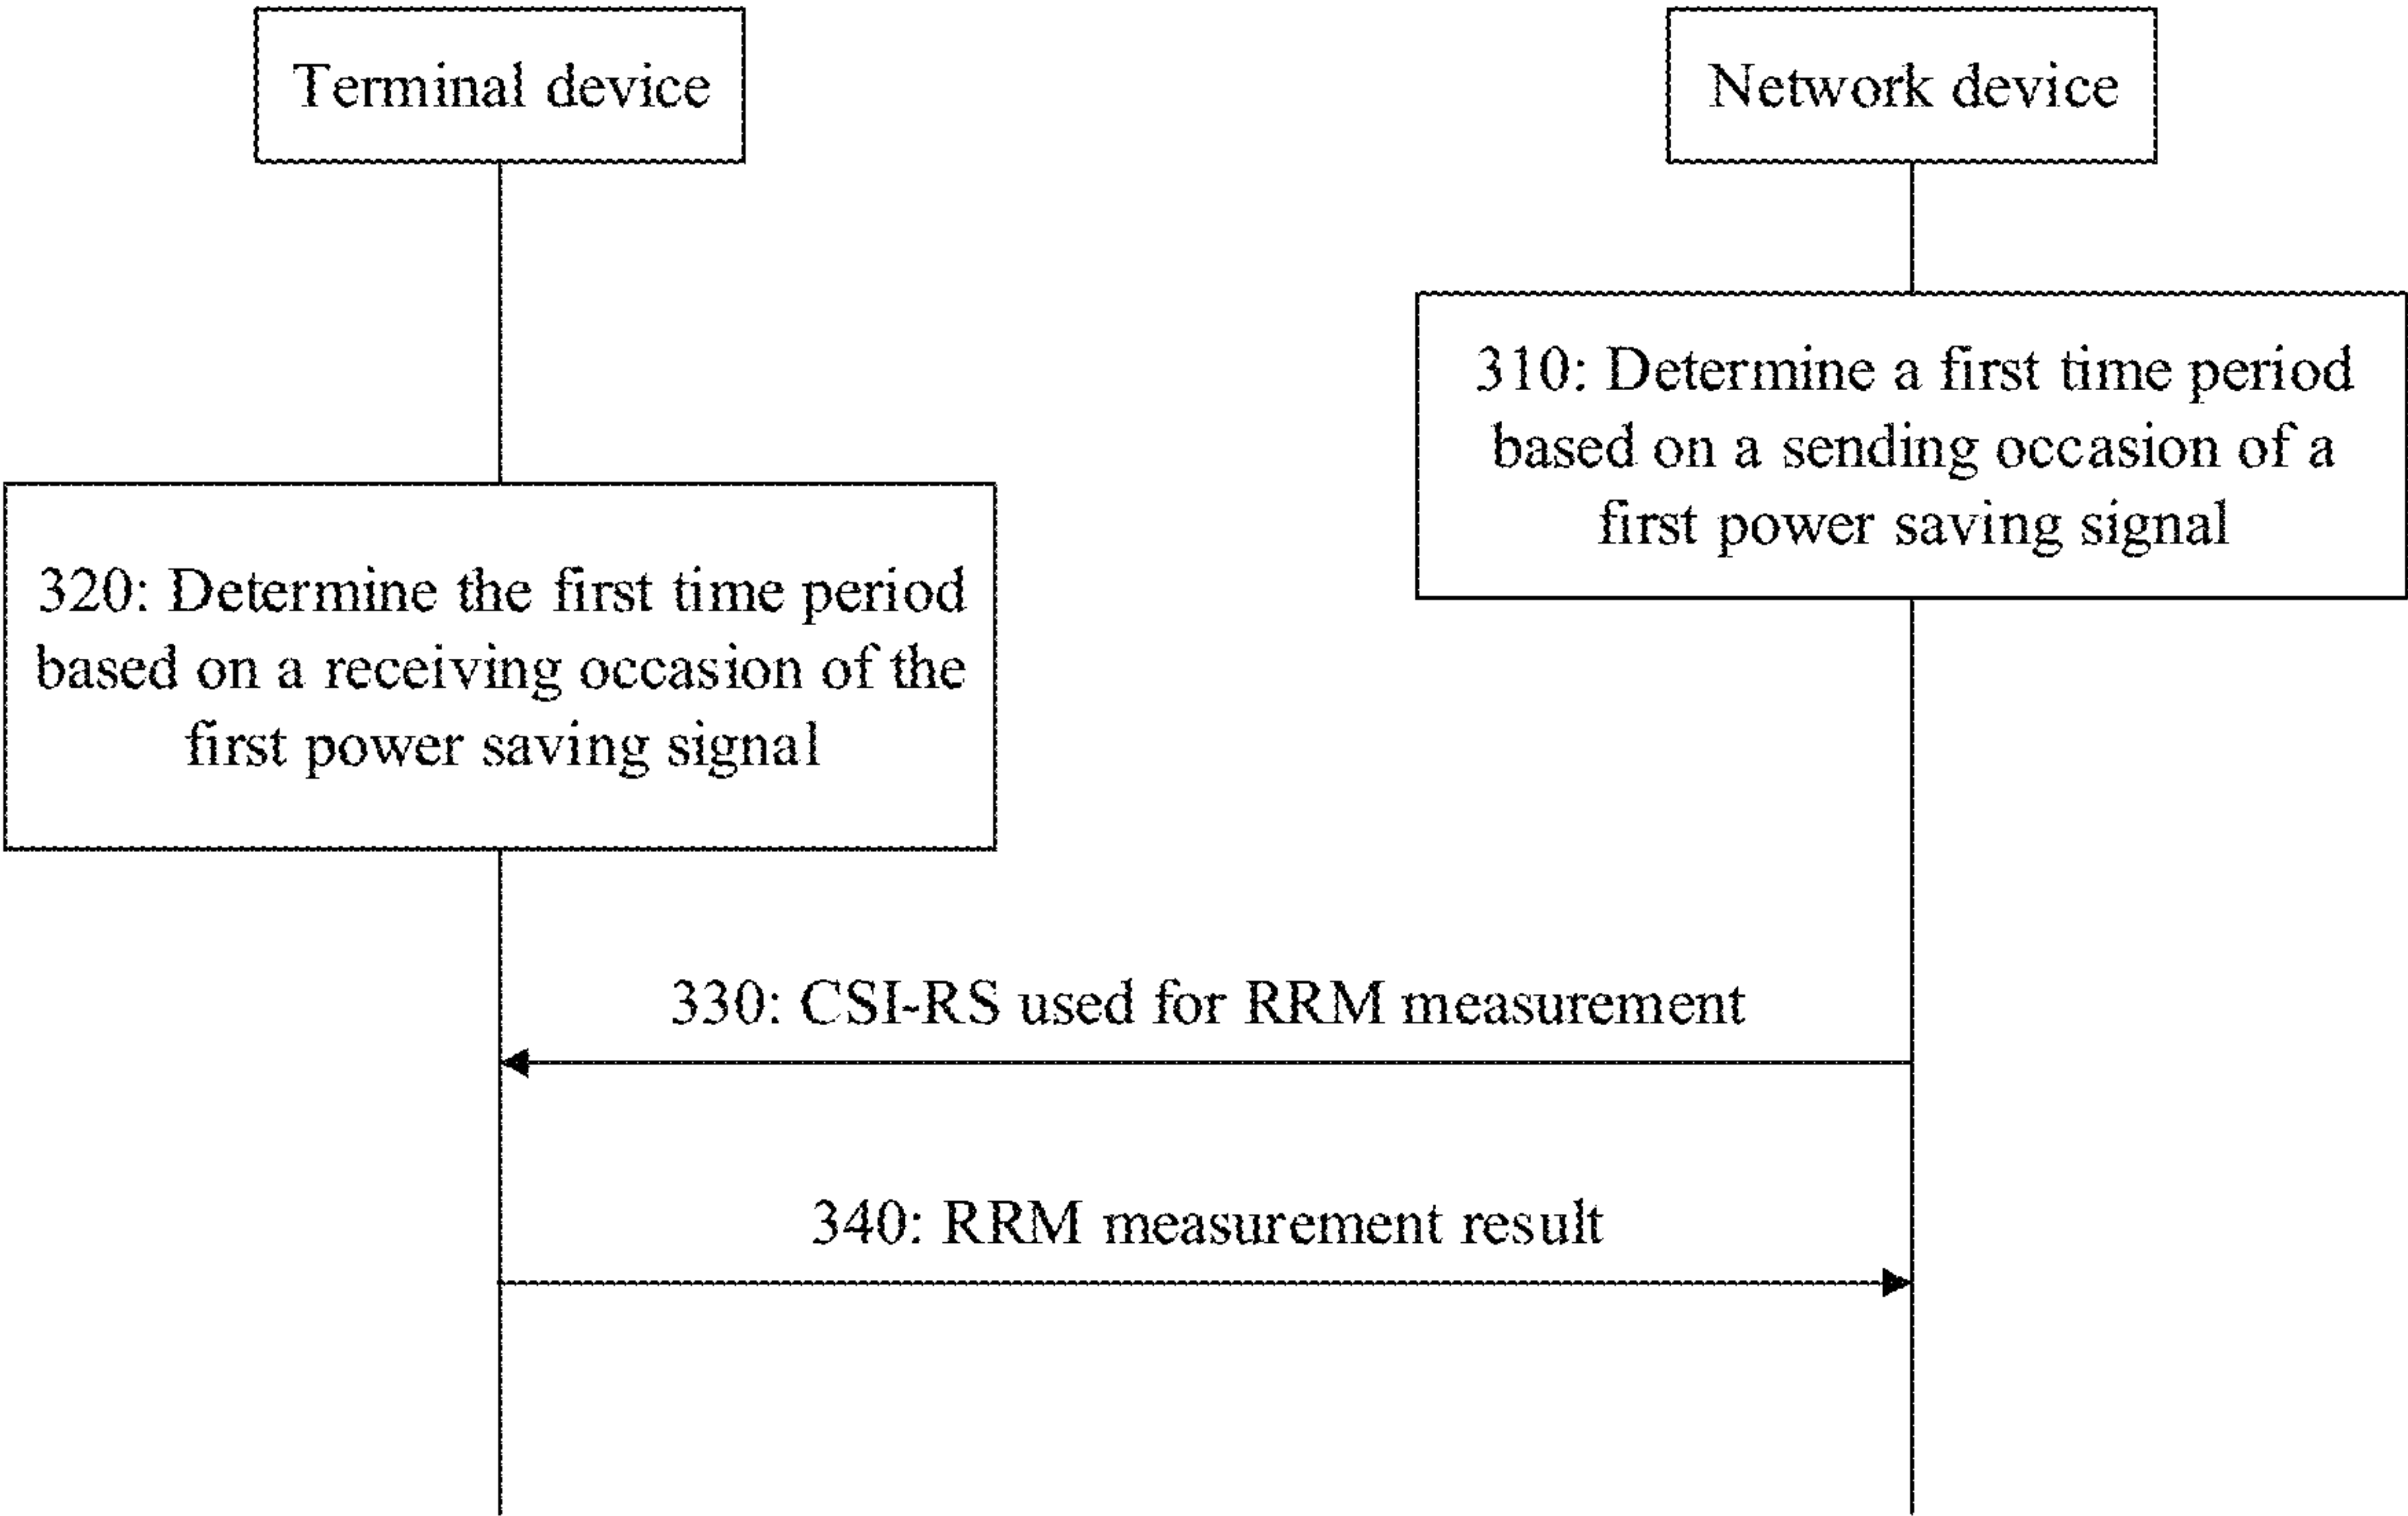 Terminal device
Network device
310: Determine a first time period
based on a sending occasion of a
first power saving signal
320: Determine the first time period
based on a receiving occasion of the
first power saving signal
330: CSI-RS used for RRM measurement
340: RRM measurement result